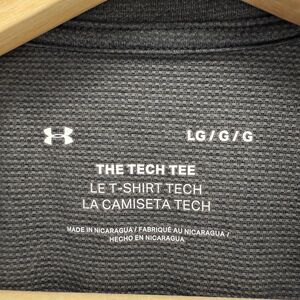 LG / G / G
THE TECH TEE
LE T-SHIRT TECH
LA CAMISETA TECH
MADE IN NICARAGUA / FABRIQUÉ AU NICARAGUA /
HECHO EN NICARAGUA